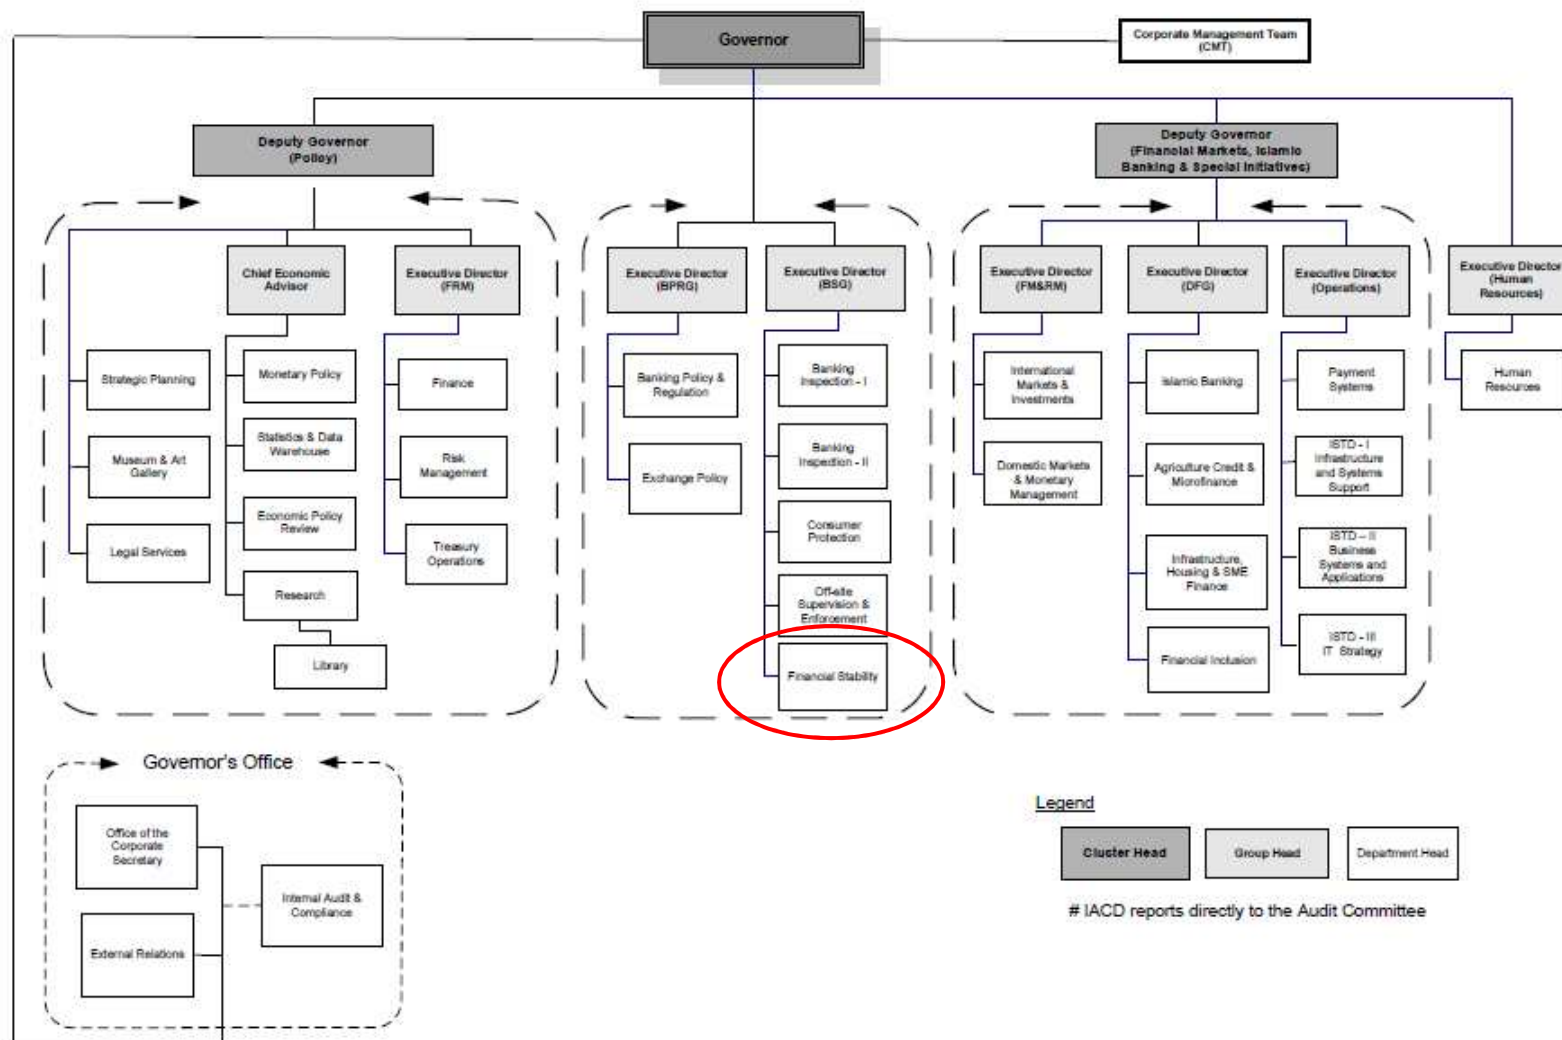 Governor
Corporate Management Team
(CMT)
Deputy Governor
(Policy)
Deputy Governor
(Financial Markets, Islamic
Banking & Special Initiatives)
Chief Economic
Advisor
Executive Director
(FRM)
Executive Director
(BPRG)
Executive Director
(BSG)
Executive Director
(FM&RM)
Executive Director
(DFG)
Executive Director
(Operations)
Executive Director
(Human
Resources)
Strategic Planning
Museum & Art
Gallery
Legal Services
Monetary Policy
Statistics & Data
Warehouse
Economic Policy
Review
Research
Library
Finance
Risk
Management
Treasury
Operations
Banking Policy &
Regulation
Exchange Policy
Banking
Inspection - I
Banking
Inspection - II
Consumer
Protection
Off-site
Supervision &
Enforcement
Financial Stability
International
Markets &
Investments
Domestic Markets
& Monetary
Management
Islamic Banking
Agriculture Credit &
Microfinance
Infrastructure,
Housing & SME
Finance
Financial Inclusion
Payment
Systems
ISTD - I
Infrastructure
and Systems
Support
ISTD – II
Business
Systems and
Applications
ISTD - III
IT Strategy
Human
Resources
Governor's Office
Office of the
Corporate
Secretary
External Relations
Internal Audit &
Compliance
Legend
Cluster Head
Group Head
Department Head
# IACD reports directly to the Audit Committee